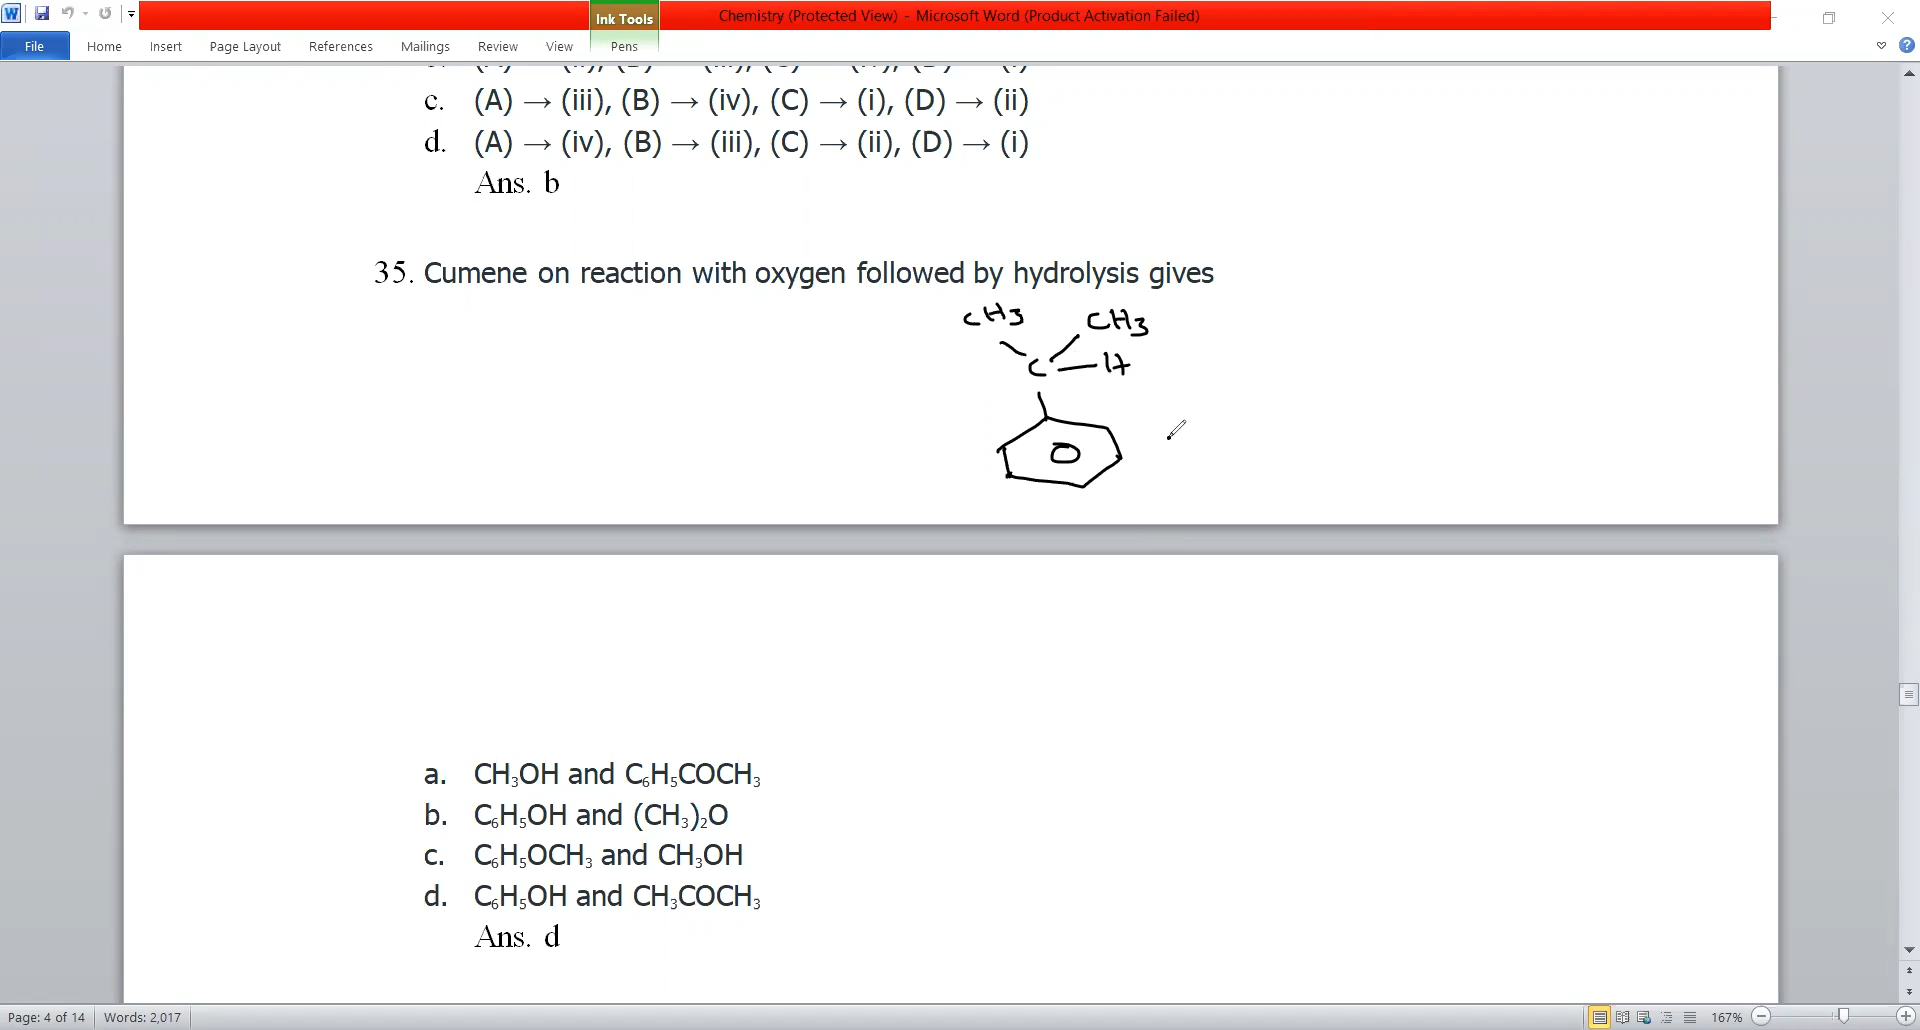 Ink Tools
Chemistry (Protected View) - Microsoft Word (Product Activation Failed)
File Home Insert Page Layout References Mailings Review View Pens
c. (A) → (iii), (B) → (iv), (C) → (i), (D) → (ii)
d. (A) → (iv), (B) → (iii), (C) → (ii), (D) → (i)
Ans. b
35. Cumene on reaction with oxygen followed by hydrolysis gives
CH3 CH3
C H
a. CH₃OH and C₆H₅COCH₃
b. C₆H₅OH and (CH₃)₂O
c. C₆H₅OCH₃ and CH₃OH
d. C₆H₅OH and CH₃COCH₃
Ans. d
Page: 4 of 14 Words: 2,017 167%